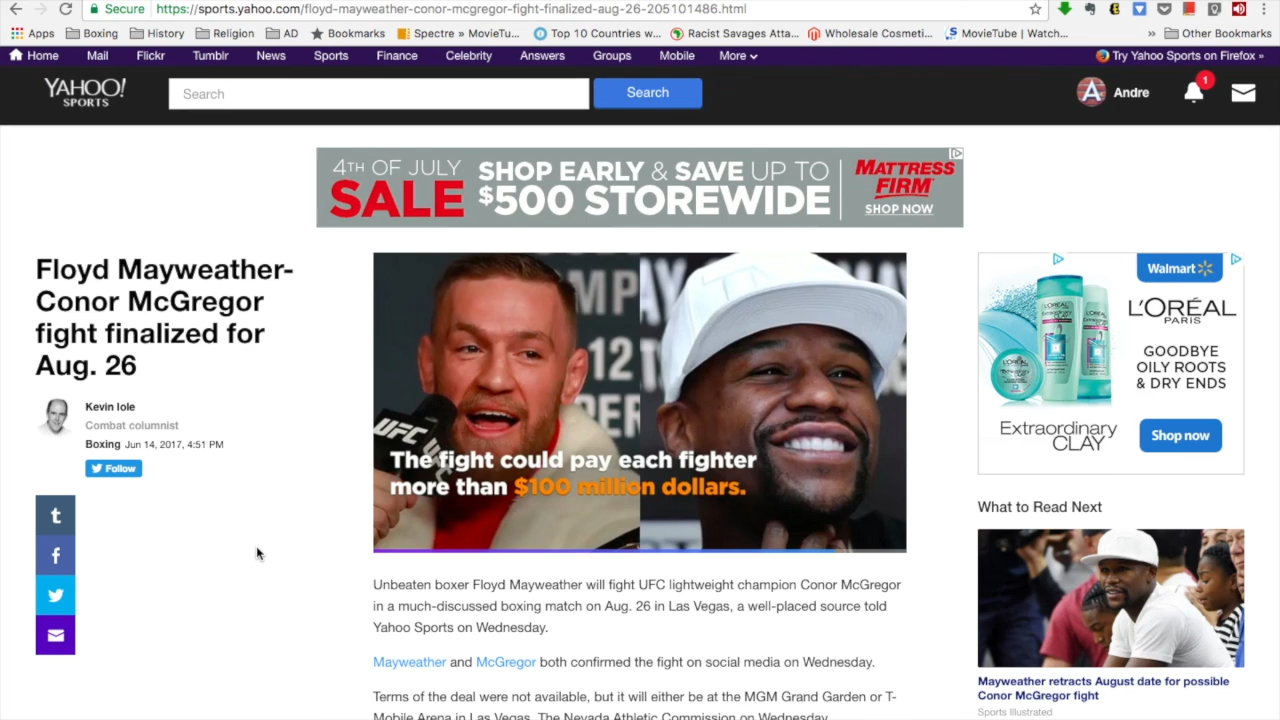 Secure
https://sports.yahoo.com/floyd-mayweather-conor-mcgregor-fight-finalized-aug-26-205101486.html
Apps Boxing History Religion AD Bookmarks Spectre » MovieTu... Top 10 Countries w... Racist Savages Atta... Wholesale Cosmeti... MovieTube | Watch... » Other Bookmarks
Home Mail Flickr Tumblr News Sports Finance Celebrity Answers Groups Mobile More Try Yahoo Sports on Firefox »
YAHOO!
SPORTS
Search
Search
A
Andre
1
4TH OF JULY
SALE
SHOP EARLY & SAVE UP TO
$500 STOREWIDE
MATTRESS
FIRM
SHOP NOW
Floyd Mayweather-
Conor McGregor
fight finalized for
Aug. 26
Kevin Iole
Combat columnist
Boxing Jun 14, 2017, 4:51 PM
Follow
t
f
UFC
The fight could pay each fighter
more than $100 million dollars.
Unbeaten boxer Floyd Mayweather will fight UFC lightweight champion Conor McGregor
in a much-discussed boxing match on Aug. 26 in Las Vegas, a well-placed source told
Yahoo Sports on Wednesday.
Mayweather and McGregor both confirmed the fight on social media on Wednesday.
Terms of the deal were not available, but it will either be at the MGM Grand Garden or T-
Mobile Arena in Las Vegas. The Nevada Athletic Commission on Wednesday
Walmart
L'ORÉAL
PARIS
GOODBYE
OILY ROOTS
& DRY ENDS
Extraordinary
CLAY
Shop now
What to Read Next
Mayweather retracts August date for possible
Conor McGregor fight
Sports Illustrated